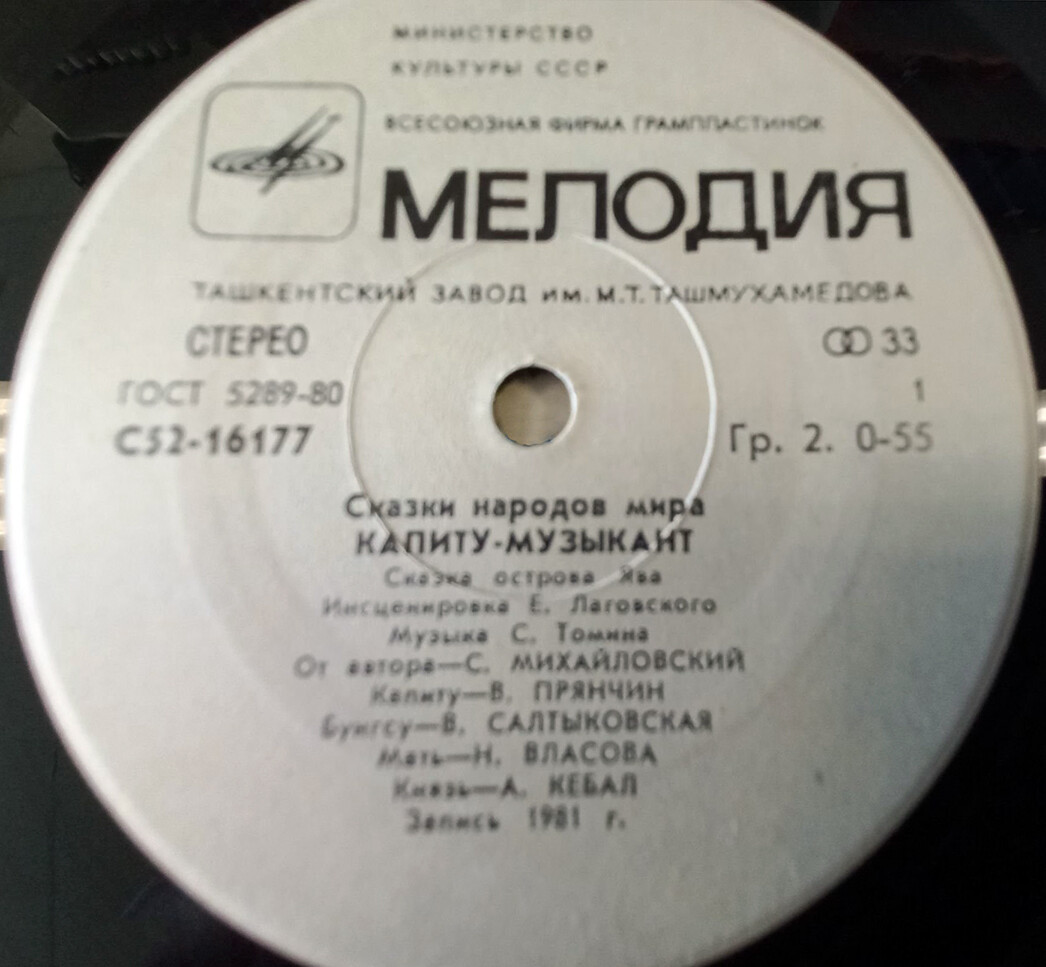 МИНИСТЕРСТВО
КУЛЬТУРЫ СССР
ВСЕСОЮЗНАЯ ФИРМА ГРАМПЛАСТИНОК
МЕЛОДИЯ
ТАШКЕНТСКИЙ ЗАВОД им. М.Т. ТАШМУХАМЕДОВА
СТЕРЕО 33
ГОСТ 5289-80 1
С52-16177 Гр. 2. 0-55
Сказки народов мира
КАПИТУ-МУЗЫКАНТ
Сказка острова Ява
Инсценировка Е. Лаговского
Музыка С. Томина
От автора—С. МИХАЙЛОВСКИЙ
Капиту—В. ПРЯНЧИН
Бунгсу—В. САЛТЫКОВСКАЯ
Мать—Н. ВЛАСОВА
Князь—А. КЕБАЛ
Запись 1981 г.